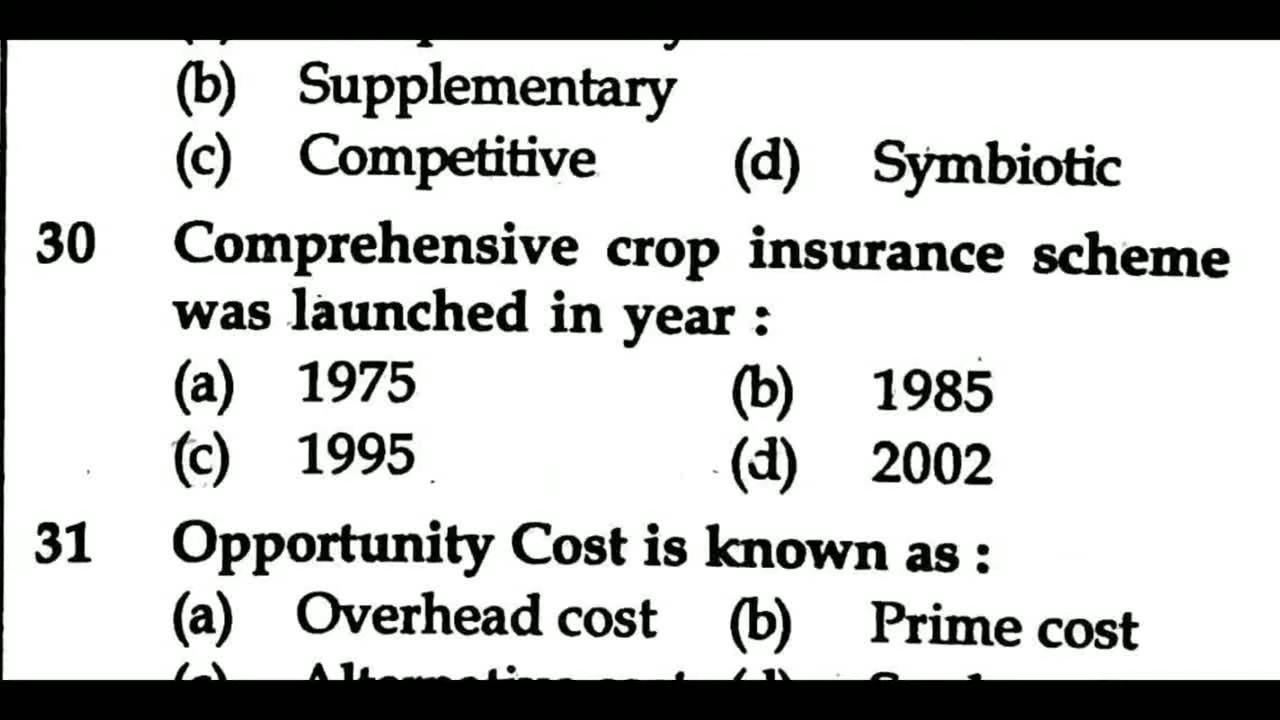 (b) Supplementary
(c) Competitive (d) Symbiotic
30 Comprehensive crop insurance scheme
was launched in year :
(a) 1975 (b) 1985
(c) 1995 (d) 2002
31 Opportunity Cost is known as :
(a) Overhead cost (b) Prime cost